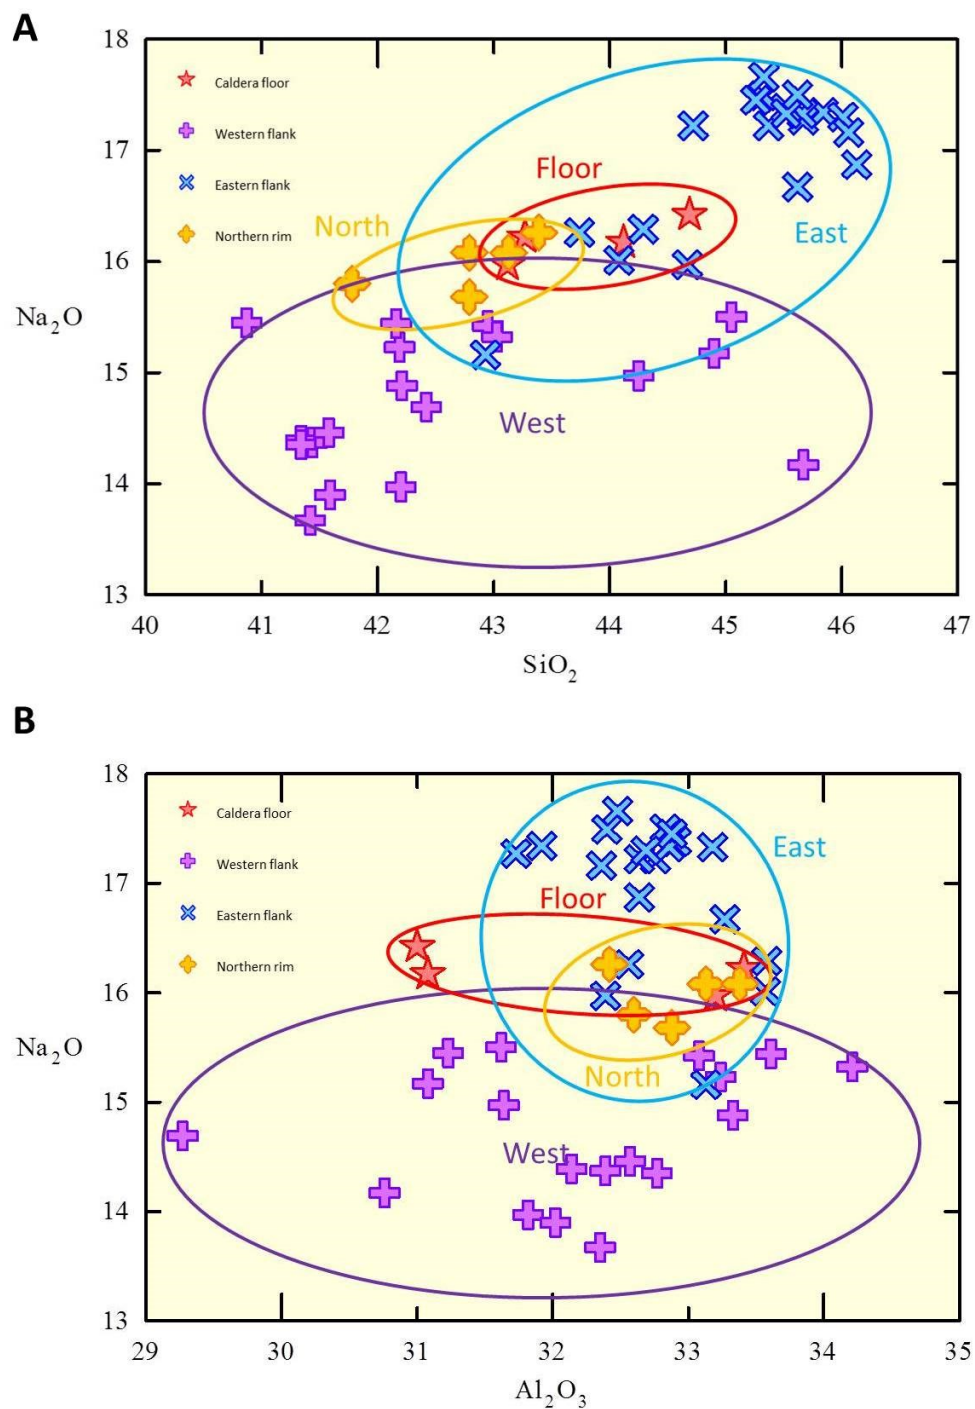 A
18
Caldera floor
17
Western flank
Floor
Eastern flank
North
East
Northern rim
16
Na₂O
15
West
14
13
40 41 42 43 44 45 46 47
SiO₂
B
18
Caldera floor
East
Western flank
17
Floor
Eastern flank
Northern rim
16
Na₂O
North
15
West
14
13
29 30 31 32 33 34 35
Al₂O₃